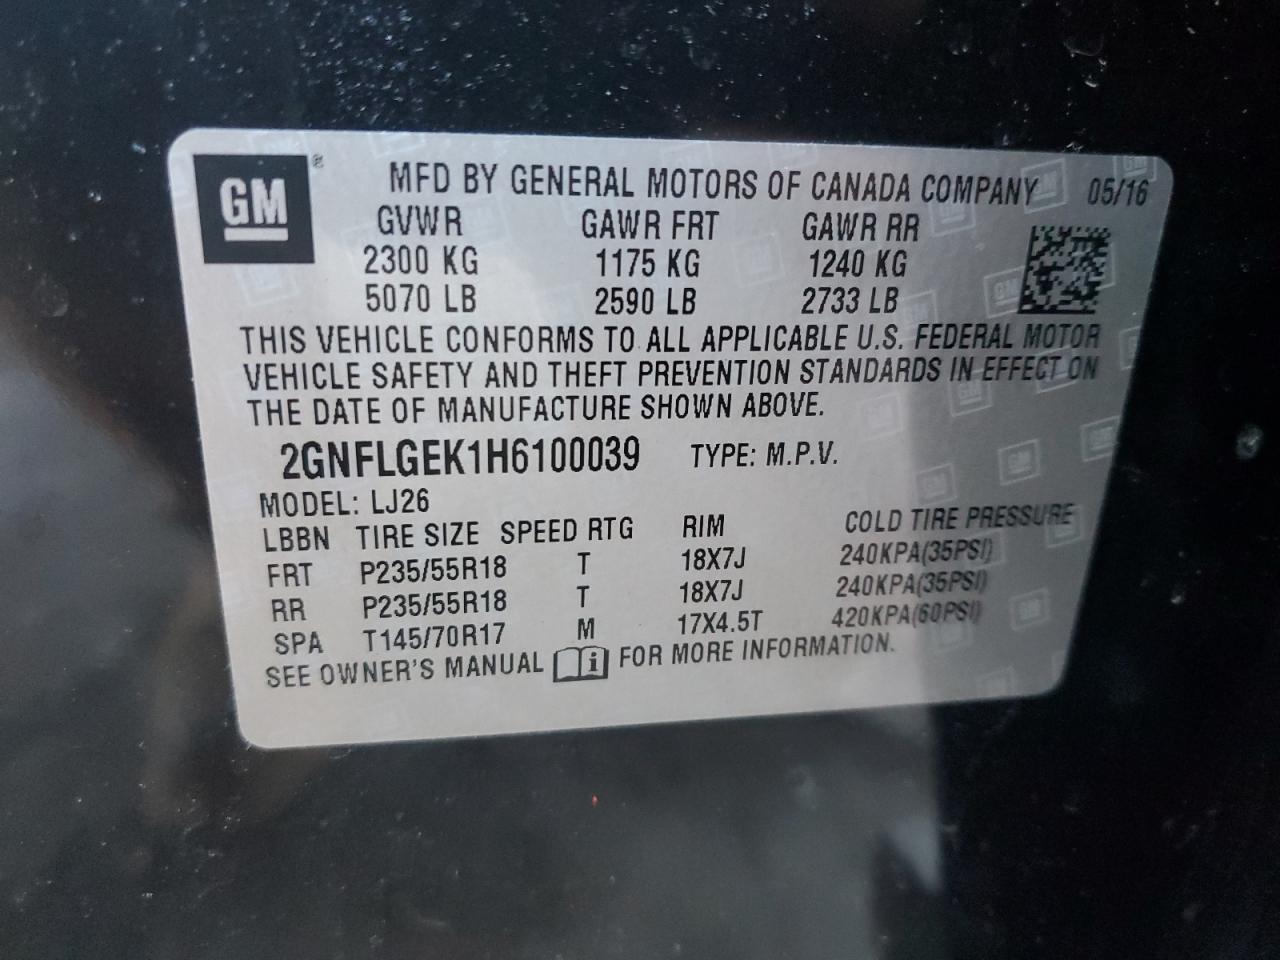 GM ® MFD BY GENERAL MOTORS OF CANADA COMPANY 05/16
GVWR GAWR FRT GAWR RR
2300 KG 1175 KG 1240 KG
5070 LB 2590 LB 2733 LB
THIS VEHICLE CONFORMS TO ALL APPLICABLE U.S. FEDERAL MOTOR
VEHICLE SAFETY AND THEFT PREVENTION STANDARDS IN EFFECT ON
THE DATE OF MANUFACTURE SHOWN ABOVE.
2GNFLGEK1H6100039 TYPE: M.P.V.
MODEL: LJ26
LBBN TIRE SIZE SPEED RTG RIM COLD TIRE PRESSURE
FRT P235/55R18 T 18X7J 240KPA(35PSI)
RR P235/55R18 T 18X7J 240KPA(35PSI)
SPA T145/70R17 M 17X4.5T 420KPA(60PSI)
SEE OWNER'S MANUAL i FOR MORE INFORMATION.